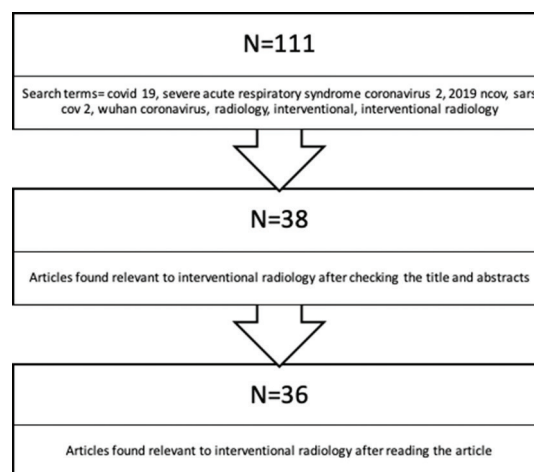 N=111
Search terms= covid 19, severe acute respiratory syndrome coronavirus 2, 2019 ncov, sars
cov 2, wuhan coronavirus, radiology, interventional, interventional radiology
N=38
Articles found relevant to interventional radiology after checking the title and abstracts
N=36
Articles found relevant to interventional radiology after reading the article